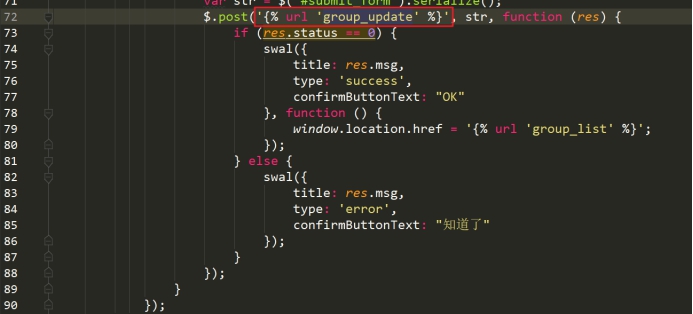 71 var str = $("#submit_form").serialize();
72 $.post('{% url 'group_update' %}', str, function (res) {
73 if (res.status == 0) {
74 swal({
75 title: res.msg,
76 type: 'success',
77 confirmButtonText: "OK"
78 }, function () {
79 window.location.href = '{% url 'group_list' %}';
80 });
81 } else {
82 swal({
83 title: res.msg,
84 type: 'error',
85 confirmButtonText: "知道了"
86 });
87 }
88 });
89 }
90 });